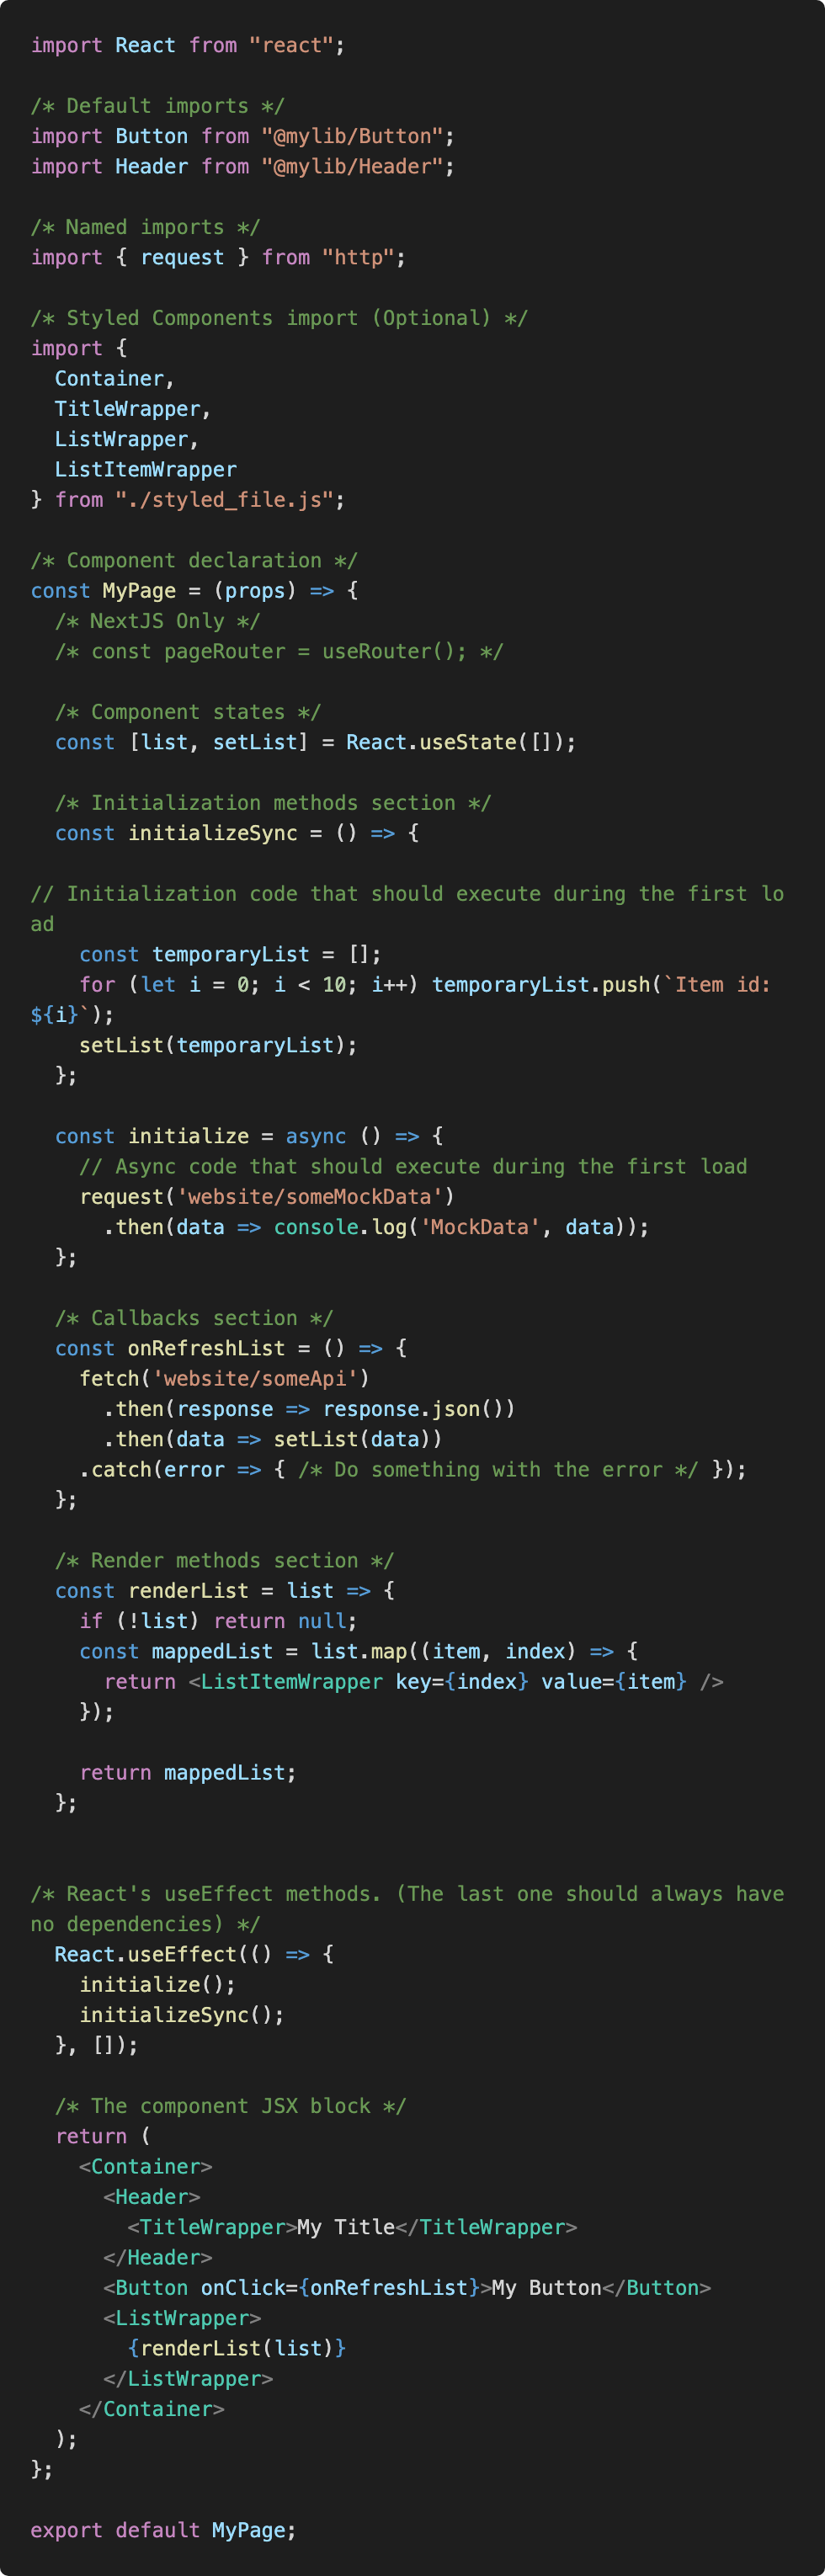 import React from "react";

/* Default imports */
import Button from "@mylib/Button";
import Header from "@mylib/Header";

/* Named imports */
import { request } from "http";

/* Styled Components import (Optional) */
import {
  Container,
  TitleWrapper,
  ListWrapper,
  ListItemWrapper
} from "./styled_file.js";

/* Component declaration */
const MyPage = (props) => {
  /* NextJS Only */
  /* const pageRouter = useRouter(); */

  /* Component states */
  const [list, setList] = React.useState([]);

  /* Initialization methods section */
  const initializeSync = () => {

// Initialization code that should execute during the first lo
ad
    const temporaryList = [];
    for (let i = 0; i < 10; i++) temporaryList.push(`Item id:
${i}`);
    setList(temporaryList);
  };

  const initialize = async () => {
    // Async code that should execute during the first load
    request('website/someMockData')
      .then(data => console.log('MockData', data));
  };

  /* Callbacks section */
  const onRefreshList = () => {
    fetch('website/someApi')
      .then(response => response.json())
      .then(data => setList(data))
    .catch(error => { /* Do something with the error */ });
  };

  /* Render methods section */
  const renderList = list => {
    if (!list) return null;
    const mappedList = list.map((item, index) => {
      return <ListItemWrapper key={index} value={item} />
    });

    return mappedList;
  };


/* React's useEffect methods. (The last one should always have
no dependencies) */
  React.useEffect(() => {
    initialize();
    initializeSync();
  }, []);

  /* The component JSX block */
  return (
    <Container>
      <Header>
        <TitleWrapper>My Title</TitleWrapper>
      </Header>
      <Button onClick={onRefreshList}>My Button</Button>
      <ListWrapper>
        {renderList(list)}
      </ListWrapper>
    </Container>
  );
};

export default MyPage;